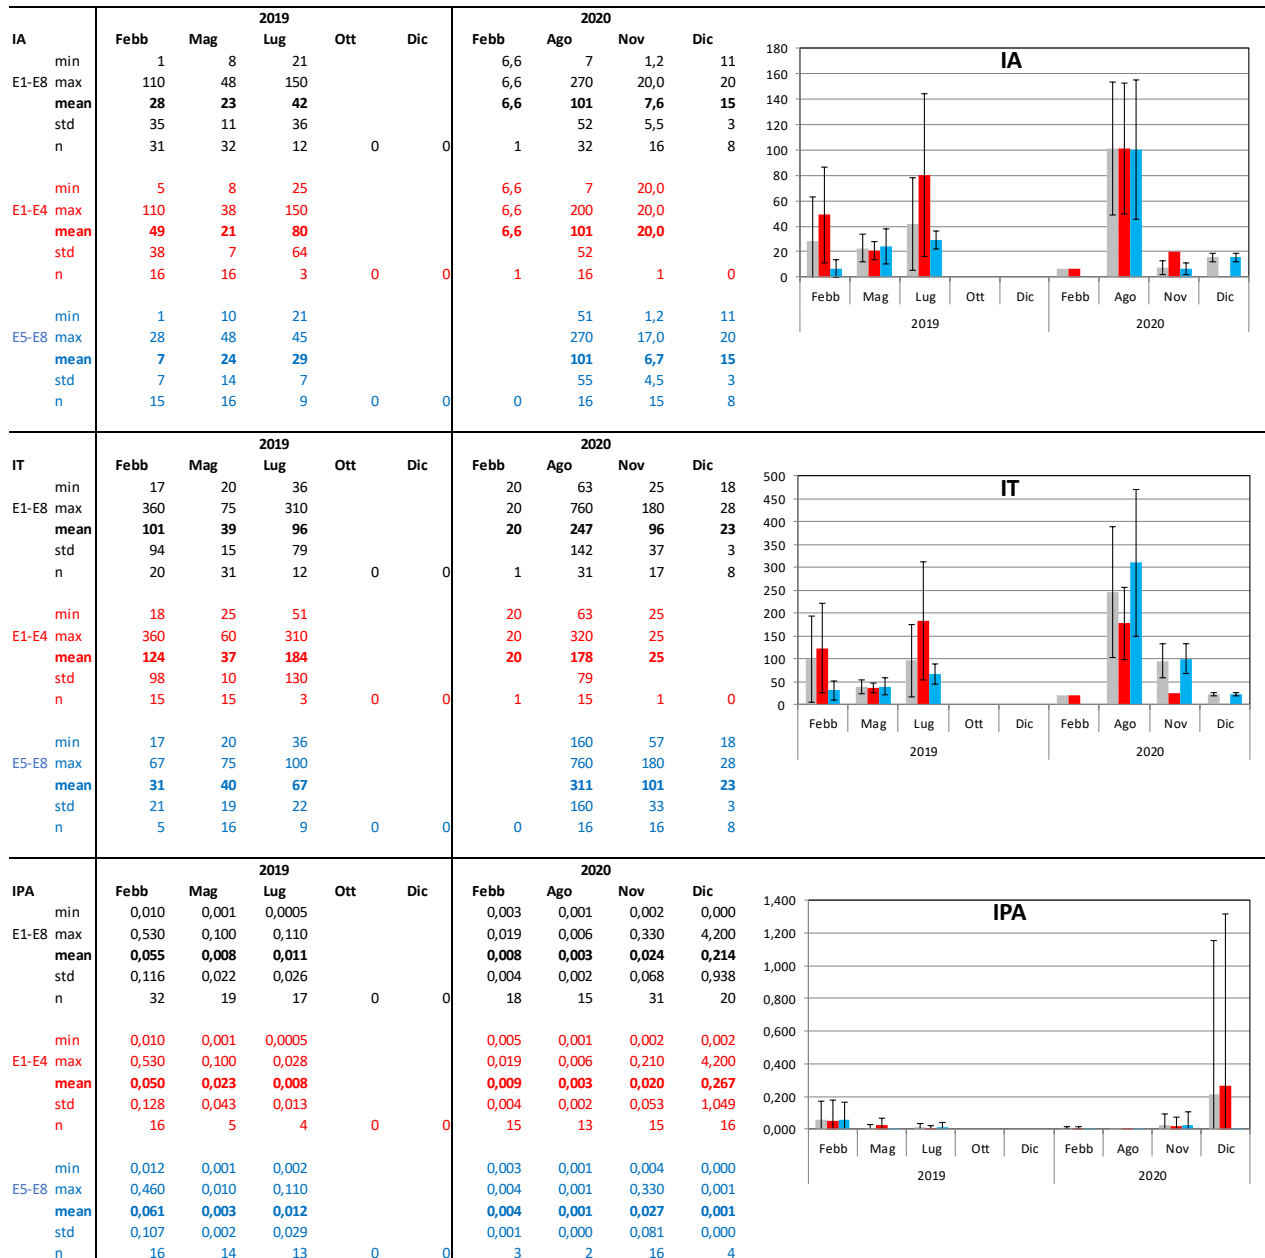 2019 2020
IA Febb Mag Lug Ott Dic Febb Ago Nov Dic
min 1 8 21 6,6 7 1,2 11
E1-E8 max 110 48 150 6,6 270 20,0 20
mean 28 23 42 6,6 101 7,6 15
std 35 11 36 52 5,5 3
n 31 32 12 0 0 1 32 16 8
min 5 8 25 6,6 7 20,0
E1-E4 max 110 38 150 6,6 200 20,0
mean 49 21 80 6,6 101 20,0
std 38 7 64 52
n 16 16 3 0 0 1 16 1 0
min 1 10 21 51 1,2 11
E5-E8 max 28 48 45 270 17,0 20
mean 7 24 29 101 6,7 15
std 7 14 7 55 4,5 3
n 15 16 9 0 0 0 16 15 8
IA
180
160
140
120
100
80
60
40
20
0
Febb Mag Lug Ott Dic Febb Ago Nov Dic
2019 2020
2019 2020
IT Febb Mag Lug Ott Dic Febb Ago Nov Dic
min 17 20 36 20 63 25 18
E1-E8 max 360 75 310 20 760 180 28
mean 101 39 96 20 247 96 23
std 94 15 79 142 37 3
n 20 31 12 0 0 1 31 17 8
min 18 25 51 20 63 25
E1-E4 max 360 60 310 20 320 25
mean 124 37 184 20 178 25
std 98 10 130 79
n 15 15 3 0 0 1 15 1 0
min 17 20 36 160 57 18
E5-E8 max 67 75 100 760 180 28
mean 31 40 67 311 101 23
std 21 19 22 160 33 3
n 5 16 9 0 0 0 16 16 8
IT
500
450
400
350
300
250
200
150
100
50
0
Febb Mag Lug Ott Dic Febb Ago Nov Dic
2019 2020
2019 2020
IPA Febb Mag Lug Ott Dic Febb Ago Nov Dic
min 0,010 0,001 0,0005 0,003 0,001 0,002 0,000
E1-E8 max 0,530 0,100 0,110 0,019 0,006 0,330 4,200
mean 0,055 0,008 0,011 0,008 0,003 0,024 0,214
std 0,116 0,022 0,026 0,004 0,002 0,068 0,938
n 32 19 17 0 0 18 15 31 20
min 0,010 0,001 0,0005 0,005 0,001 0,002 0,002
E1-E4 max 0,530 0,100 0,028 0,019 0,006 0,210 4,200
mean 0,050 0,023 0,008 0,009 0,003 0,020 0,267
std 0,128 0,043 0,013 0,004 0,002 0,053 1,049
n 16 5 4 0 0 15 13 15 16
min 0,012 0,001 0,002 0,003 0,001 0,004 0,000
E5-E8 max 0,460 0,010 0,110 0,004 0,001 0,330 0,001
mean 0,061 0,003 0,012 0,004 0,001 0,027 0,001
std 0,107 0,002 0,029 0,001 0,000 0,081 0,000
n 16 14 13 0 0 3 2 16 4
IPA
1,400
1,200
1,000
0,800
0,600
0,400
0,200
0,000
Febb Mag Lug Ott Dic Febb Ago Nov Dic
2019 2020